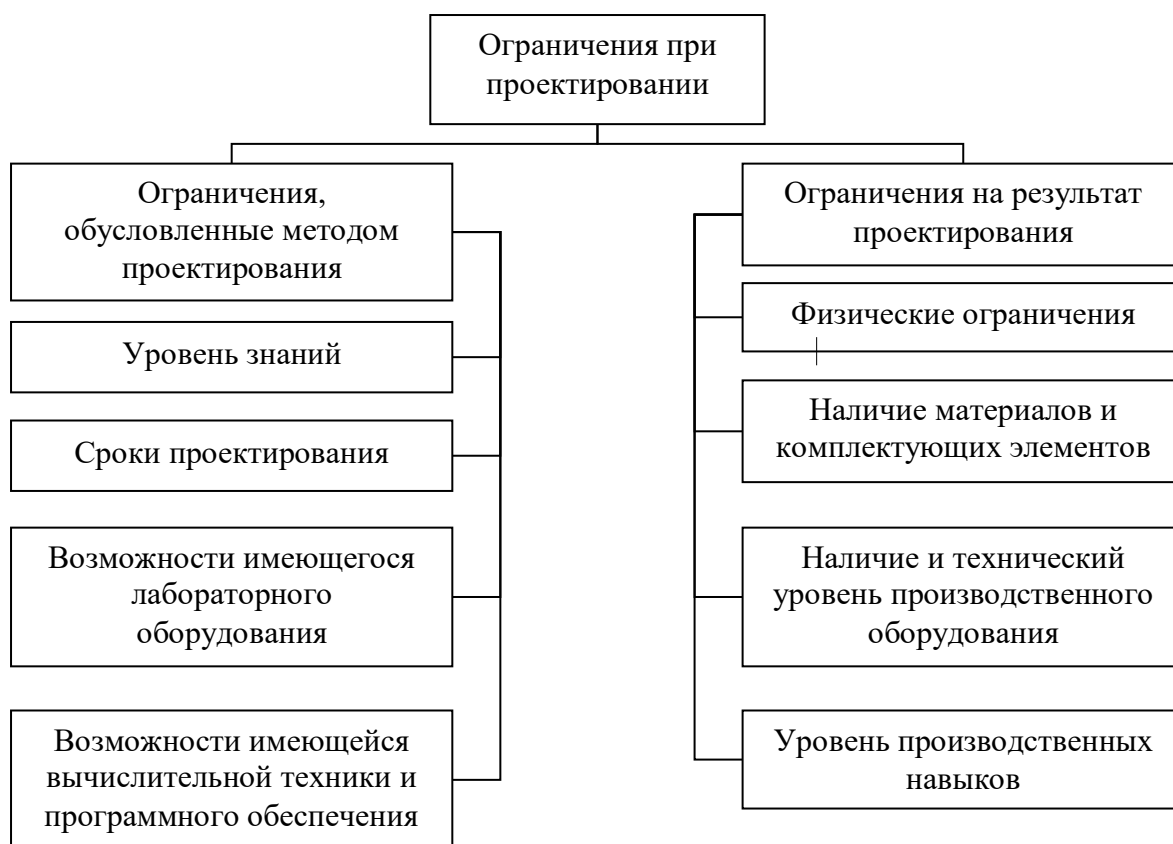 Ограничения при
проектировании
Ограничения,
обусловленные методом
проектирования
Уровень знаний
Сроки проектирования
Возможности имеющегося
лабораторного
оборудования
Возможности имеющейся
вычислительной техники и
программного обеспечения
Ограничения на результат
проектирования
Физические ограничения
Наличие материалов и
комплектующих элементов
Наличие и технический
уровень производственного
оборудования
Уровень производственных
навыков